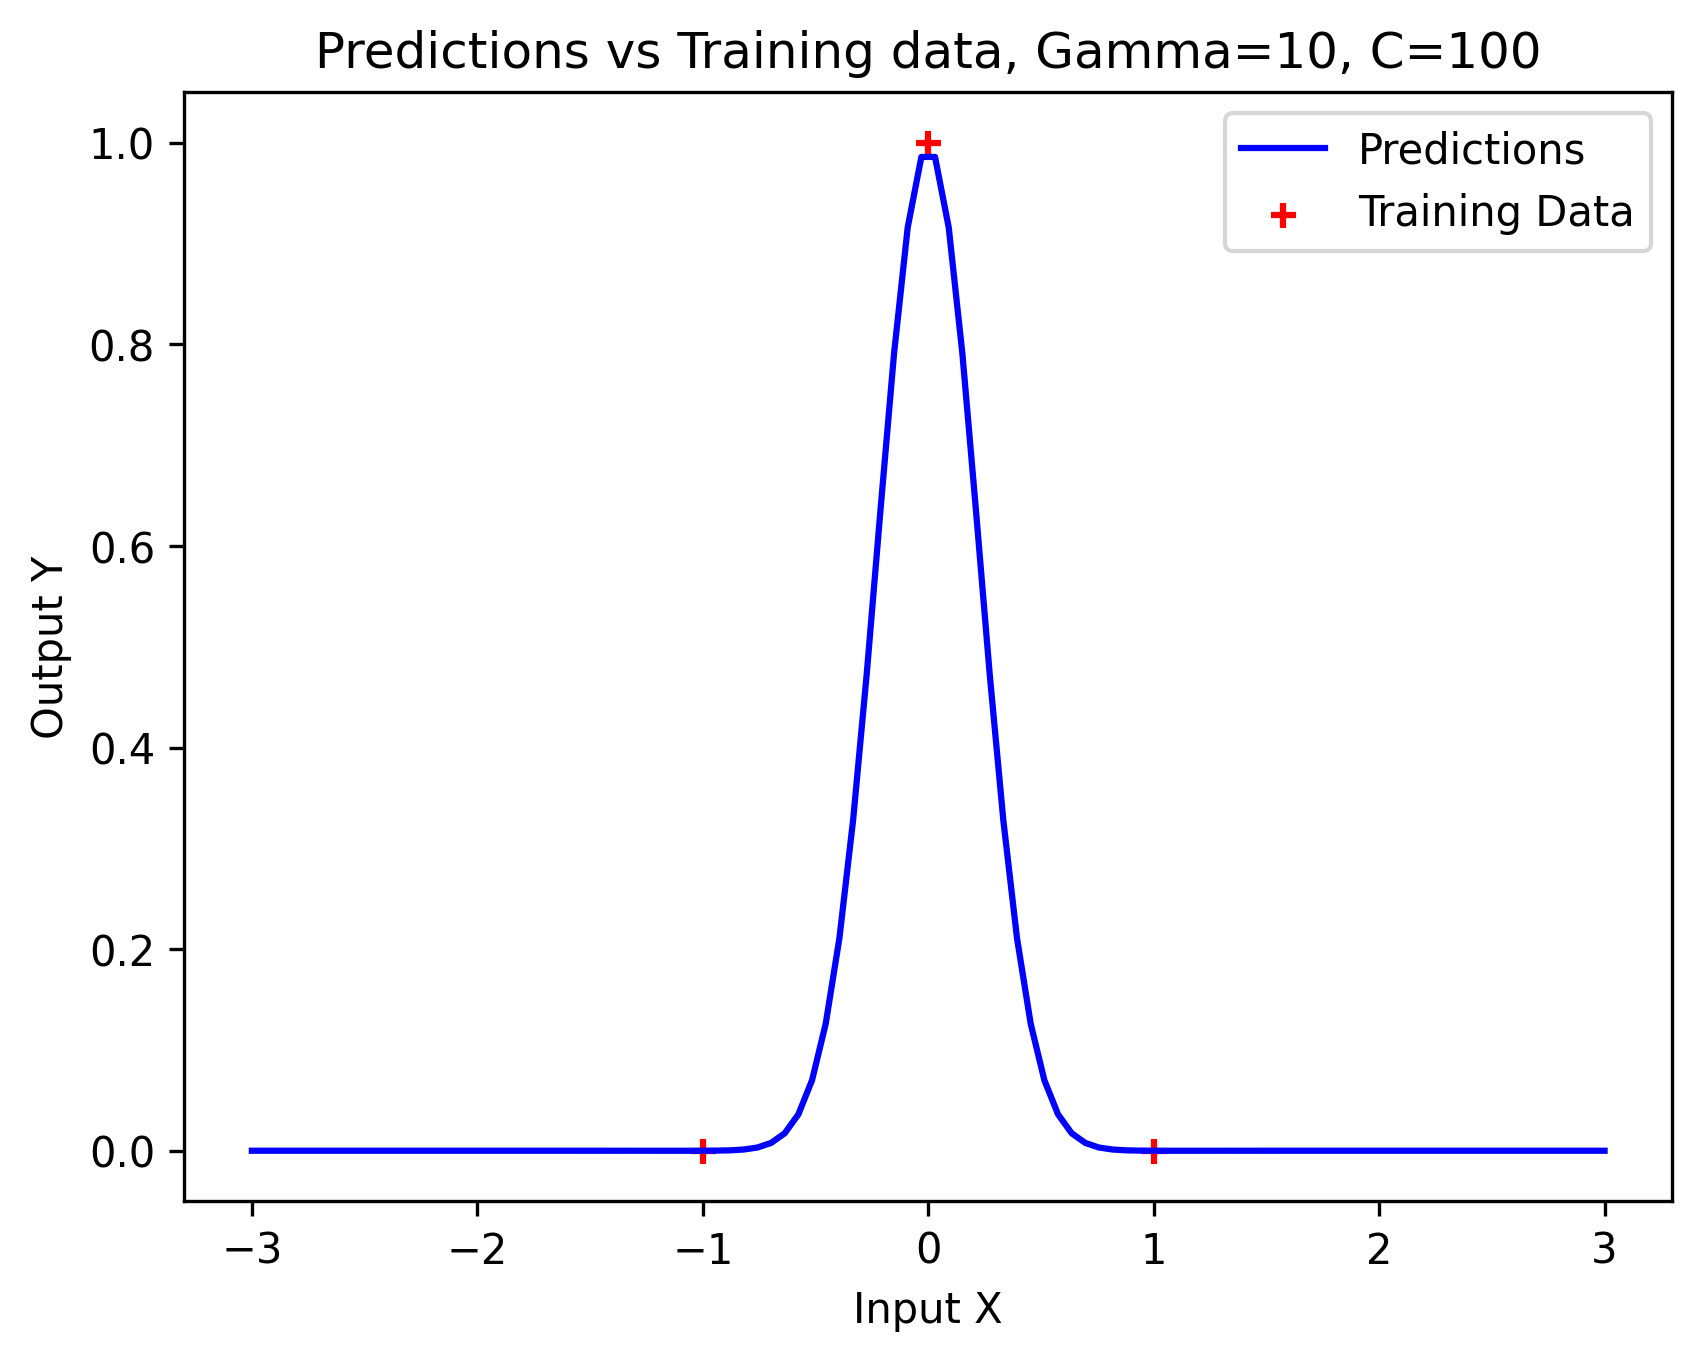 Predictions vs Training data, Gamma=10, C=100
Predictions
Training Data
Output Y
1.0
0.8
0.6
0.4
0.2
0.0
−3 −2 −1 0 1 2 3
Input X